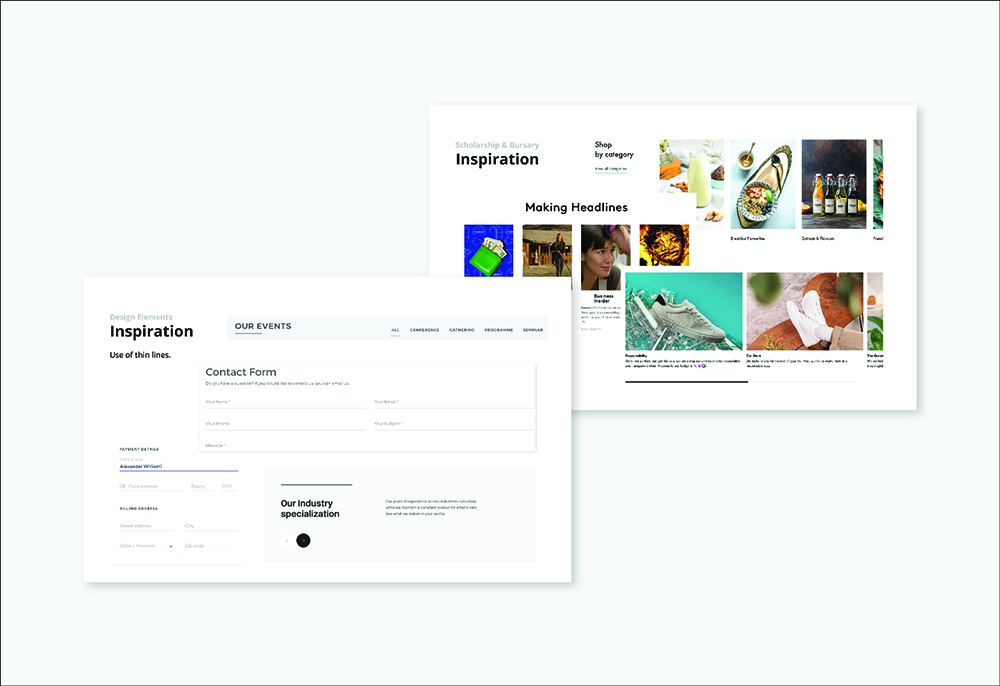 Scholarship & Bursary
Inspiration
Shop
by category
View all categories
Making Headlines
Breakfast Favourites
Extracts & Flavours
Business
Insider
Responsibility
Our Story
Design Elements
Inspiration
Use of thin lines.
OUR EVENTS
ALL
CONFERENCE
GATHERING
PROGRAMME
SEMINAR
Contact Form
Do you have a question? If you would like to contact us, you can email us.
Your Name *
Your Email *
Your Phone
Your Subject *
Message *
PAYMENT DETAILS
Alexander William
Card number
Expiry
CVV
BILLING ADDRESS
Street address
City
State / Province
Zip code
Our Industry
specialization
Our years of experience across industries runs deep
while we maintain a constant lookout for what's next.
See what we deliver in your sector.